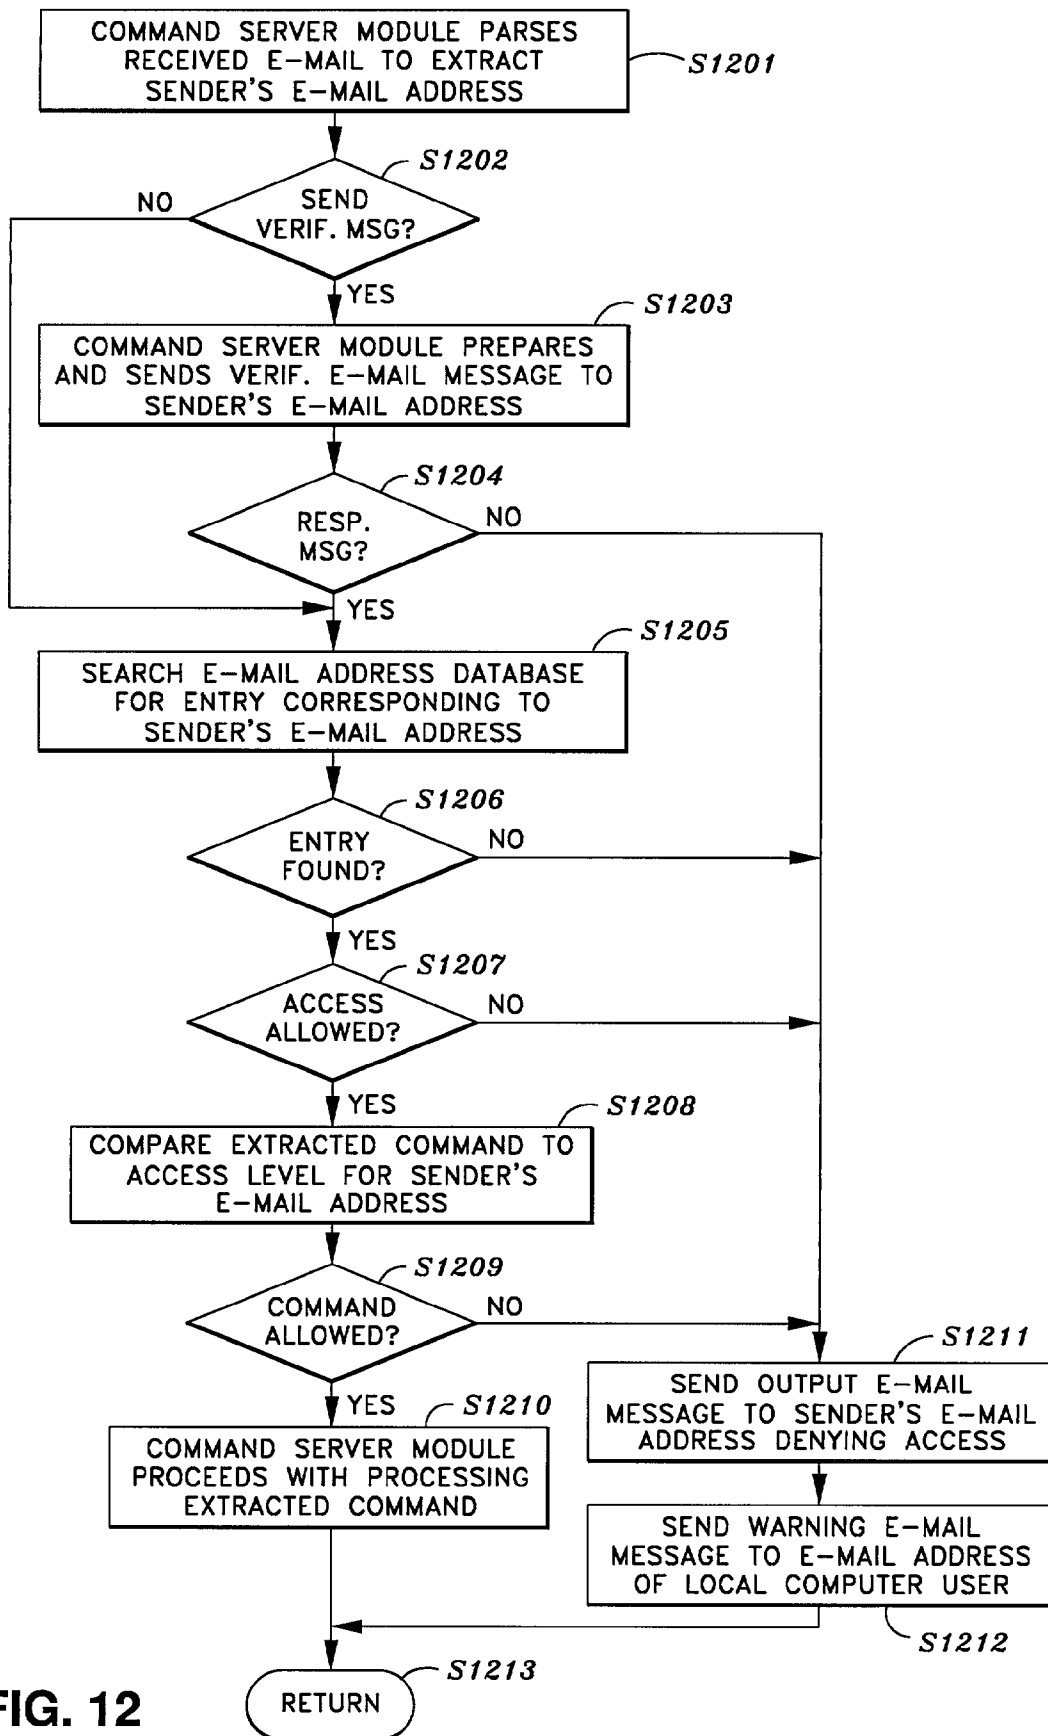 COMMAND SERVER MODULE PARSES
RECEIVED E-MAIL TO EXTRACT
SENDER'S E-MAIL ADDRESS
S1201
S1202
SEND
VERIF. MSG?
NO
YES
S1203
COMMAND SERVER MODULE PREPARES
AND SENDS VERIF. E-MAIL MESSAGE TO
SENDER'S E-MAIL ADDRESS
S1204
RESP.
MSG?
NO
YES
S1205
SEARCH E-MAIL ADDRESS DATABASE
FOR ENTRY CORRESPONDING TO
SENDER'S E-MAIL ADDRESS
S1206
ENTRY
FOUND?
NO
YES
S1207
ACCESS
ALLOWED?
NO
YES
S1208
COMPARE EXTRACTED COMMAND TO
ACCESS LEVEL FOR SENDER'S
E-MAIL ADDRESS
S1209
COMMAND
ALLOWED?
NO
YES
S1210
COMMAND SERVER MODULE
PROCEEDS WITH PROCESSING
EXTRACTED COMMAND
S1211
SEND OUTPUT E-MAIL
MESSAGE TO SENDER'S E-MAIL
ADDRESS DENYING ACCESS
SEND WARNING E-MAIL
MESSAGE TO E-MAIL ADDRESS
OF LOCAL COMPUTER USER
S1212
S1213
RETURN
FIG. 12